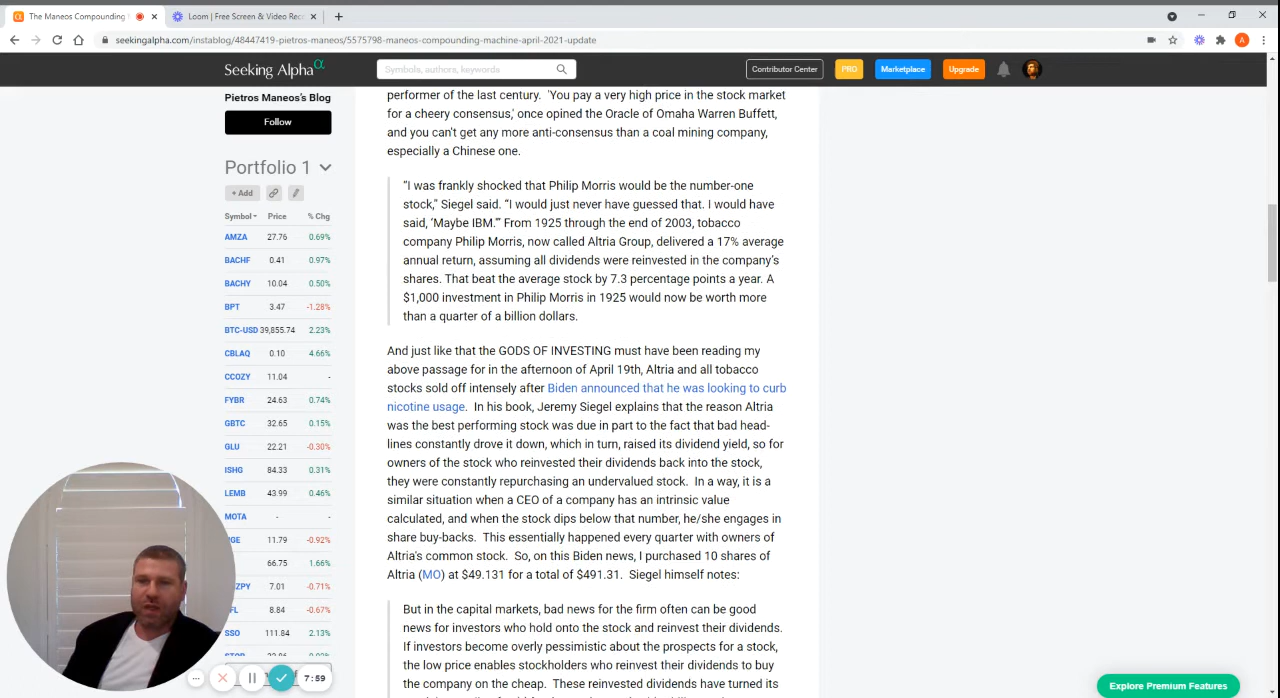 The Maneos Compounding
Loom | Free Screen & Video Rec
seekingalpha.com/instablog/48447419-pietros-maneos/5575798-maneos-compounding-machine-april-2021-update
A
Seeking Alpha α
Symbols, authors, keywords
Contributor Center
PRO
Marketplace
Upgrade
Pietros Maneos's Blog
Follow
Portfolio 1
+ Add
Symbol Price % Chg
AMZA 27.76 0.69%
BACHF 0.41 0.97%
BACHY 10.04 0.50%
BPT 3.47 -1.28%
BTC-USD 39,855.74 2.23%
CBLAQ 0.10 4.66%
CCOZY 11.04 -
FYBR 24.63 0.74%
GBTC 32.65 0.15%
GLU 22.21 -0.30%
ISHG 84.33 0.31%
LEMB 43.99 0.46%
MOTA - -
GE 11.79 -0.92%
66.75 1.66%
ZPY 7.01 -0.71%
FL 8.84 -0.67%
SSO 111.84 2.13%
performer of the last century. 'You pay a very high price in the stock market
for a cheery consensus,' once opined the Oracle of Omaha Warren Buffett,
and you can't get any more anti-consensus than a coal mining company,
especially a Chinese one.
“I was frankly shocked that Philip Morris would be the number-one
stock,” Siegel said. “I would just never have guessed that. I would have
said, ‘Maybe IBM.’” From 1925 through the end of 2003, tobacco
company Philip Morris, now called Altria Group, delivered a 17% average
annual return, assuming all dividends were reinvested in the company’s
shares. That beat the average stock by 7.3 percentage points a year. A
$1,000 investment in Philip Morris in 1925 would now be worth more
than a quarter of a billion dollars.
And just like that the GODS OF INVESTING must have been reading my
above passage for in the afternoon of April 19th, Altria and all tobacco
stocks sold off intensely after Biden announced that he was looking to curb
nicotine usage. In his book, Jeremy Siegel explains that the reason Altria
was the best performing stock was due in part to the fact that bad head-
lines constantly drove it down, which in turn, raised its dividend yield, so for
owners of the stock who reinvested their dividends back into the stock,
they were constantly repurchasing an undervalued stock. In a way, it is a
similar situation when a CEO of a company has an intrinsic value
calculated, and when the stock dips below that number, he/she engages in
share buy-backs. This essentially happened every quarter with owners of
Altria's common stock. So, on this Biden news, I purchased 10 shares of
Altria (MO) at $49.131 for a total of $491.31. Siegel himself notes:
But in the capital markets, bad news for the firm often can be good
news for investors who hold onto the stock and reinvest their dividends.
If investors become overly pessimistic about the prospects for a stock,
the low price enables stockholders who reinvest their dividends to buy
the company on the cheap. These reinvested dividends have turned its
7:59
Explore Premium Features